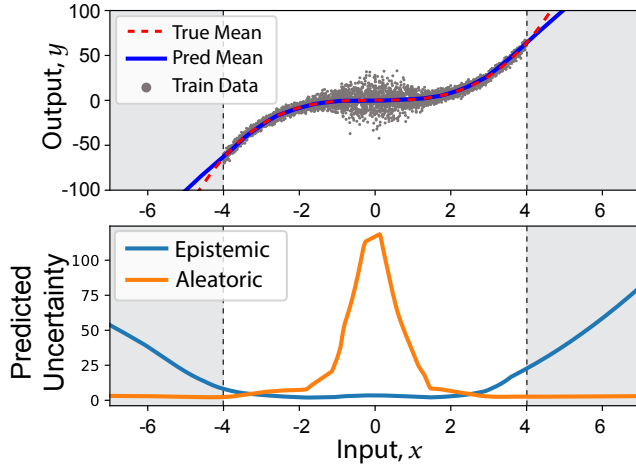 100
50
0
-50
-100
Output, y
True Mean
Pred Mean
Train Data
-6 -4 -2 0 2 4 6
100
75
50
25
0
Predicted
Uncertainty
Epistemic
Aleatoric
-6 -4 -2 0 2 4 6
Input, x